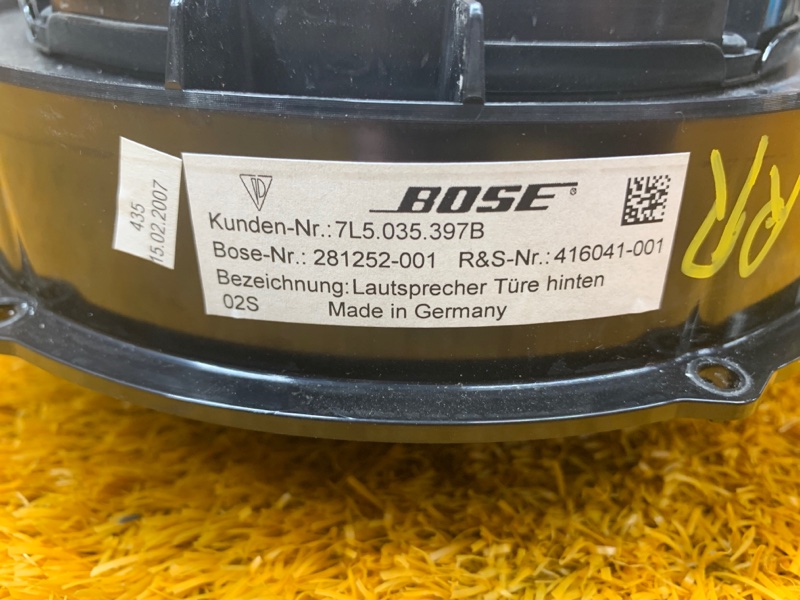 435
15.02.2007
BOSE®
Kunden-Nr.:7L5.035.397B
Bose-Nr.: 281252-001 R&S-Nr.: 416041-001
Bezeichnung:Lautsprecher Türe hinten
02S Made in Germany
RR